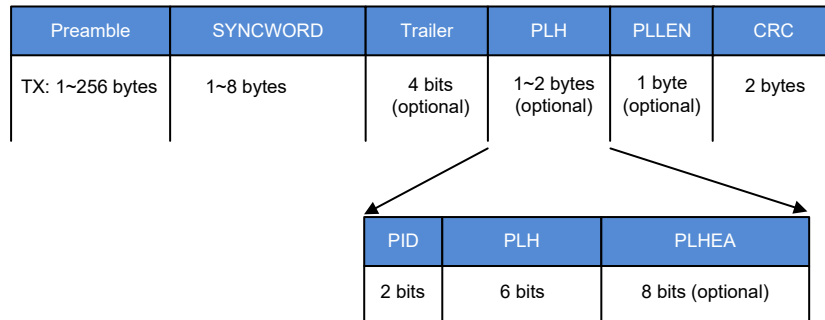 Preamble SYNCWORD Trailer PLH PLLEN CRC
TX: 1~256 bytes 1~8 bytes 4 bits 1~2 bytes 1 byte 2 bytes
(optional) (optional) (optional)
PID PLH PLHEA
2 bits 6 bits 8 bits (optional)